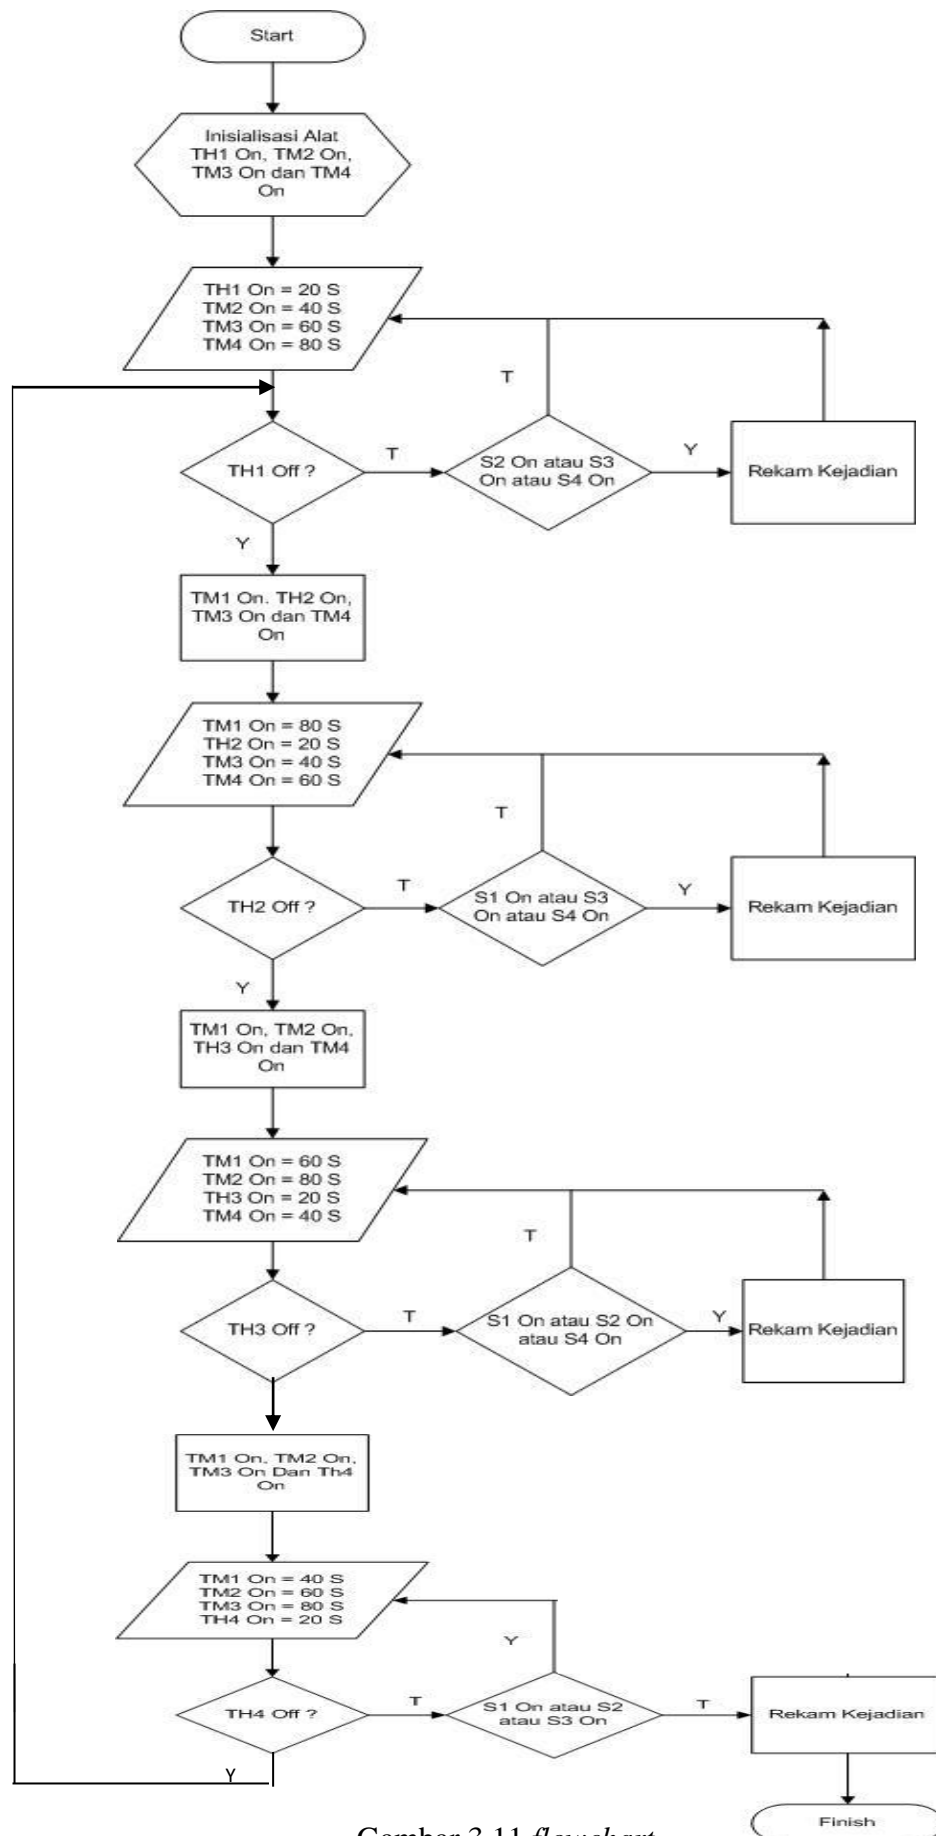 Start
Inisialisasi Alat
TH1 On, TM2 On,
TM3 On dan TM4
On
TH1 On = 20 S
TM2 On = 40 S
TM3 On = 60 S
TM4 On = 80 S
T
TH1 Off ?
T
S2 On atau S3
On atau S4 On
Y
Rekam Kejadian
Y
TM1 On. TH2 On,
TM3 On dan TM4
On
TM1 On = 80 S
TH2 On = 20 S
TM3 On = 40 S
TM4 On = 60 S
T
TH2 Off ?
T
S1 On atau S3
On atau S4 On
Y
Rekam Kejadian
Y
TM1 On, TM2 On,
TH3 On dan TM4
On
TM1 On = 60 S
TM2 On = 80 S
TH3 On = 20 S
TM4 On = 40 S
T
TH3 Off ?
T
S1 On atau S2 On
atau S4 On
Y
Rekam Kejadian
TM1 On, TM2 On,
TM3 On Dan Th4
On
TM1 On = 40 S
TM2 On = 60 S
TM3 On = 80 S
TH4 On = 20 S
Y
TH4 Off ?
T
S1 On atau S2
atau S3 On
T
Rekam Kejadian
Y
Finish
Gambar 3.11 flowchart